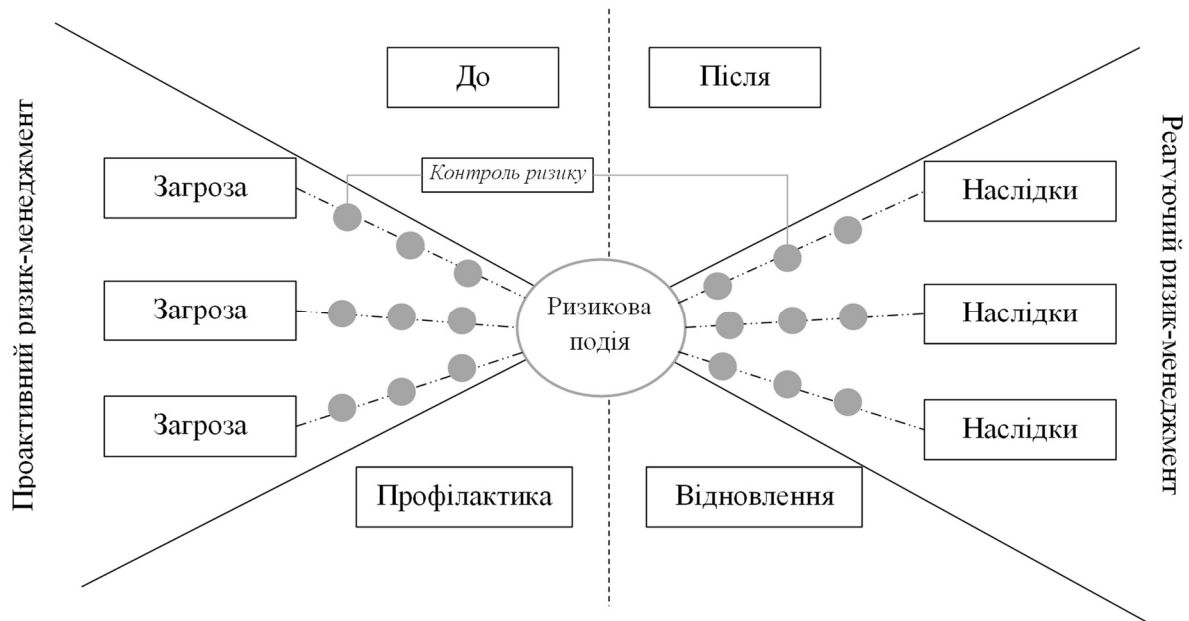 До
Після
Проактивний ризик-менеджмент
Реагуючий ризик-менеджмент
Контроль ризику
Загроза
Наслідки
Загроза
Ризикова
подія
Наслідки
Загроза
Наслідки
Профілактика
Відновлення